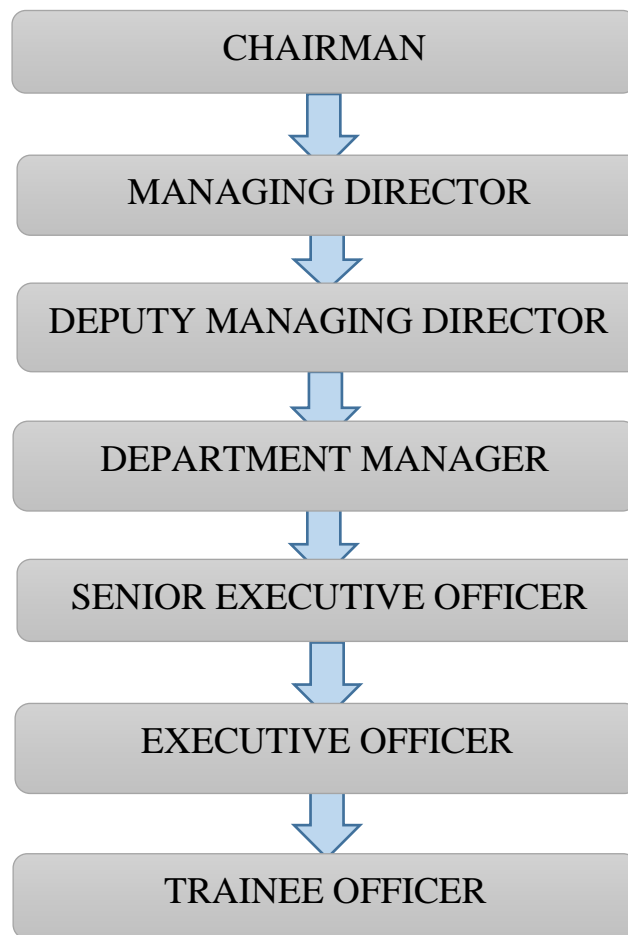 CHAIRMAN
MANAGING DIRECTOR
DEPUTY MANAGING DIRECTOR
DEPARTMENT MANAGER
SENIOR EXECUTIVE OFFICER
EXECUTIVE OFFICER
TRAINEE OFFICER